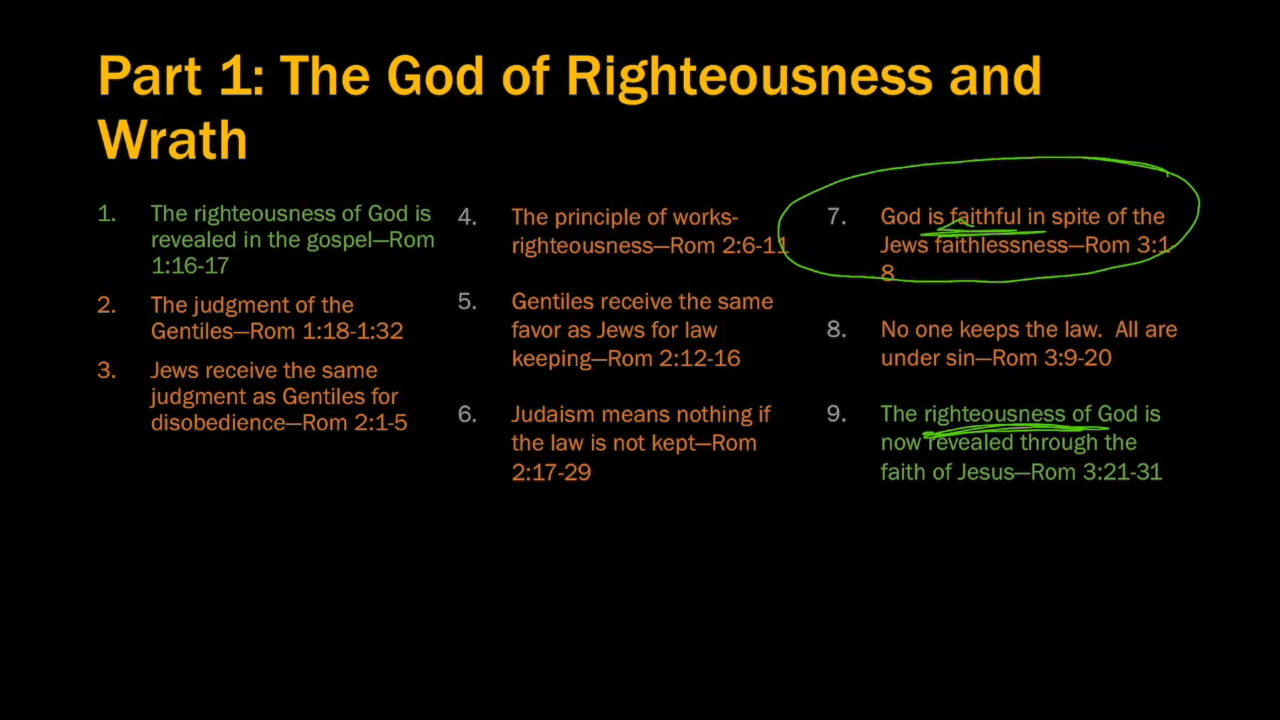 Part 1: The God of Righteousness and
Wrath
1. The righteousness of God is
revealed in the gospel—Rom
1:16-17
2. The judgment of the
Gentiles—Rom 1:18-1:32
3. Jews receive the same
judgment as Gentiles for
disobedience—Rom 2:1-5
4. The principle of works-
righteousness—Rom 2:6-11
5. Gentiles receive the same
favor as Jews for law
keeping—Rom 2:12-16
6. Judaism means nothing if
the law is not kept—Rom
2:17-29
7. God is faithful in spite of the
Jews faithlessness—Rom 3:1-
8
8. No one keeps the law.  All are
under sin—Rom 3:9-20
9. The righteousness of God is
now revealed through the
faith of Jesus—Rom 3:21-31